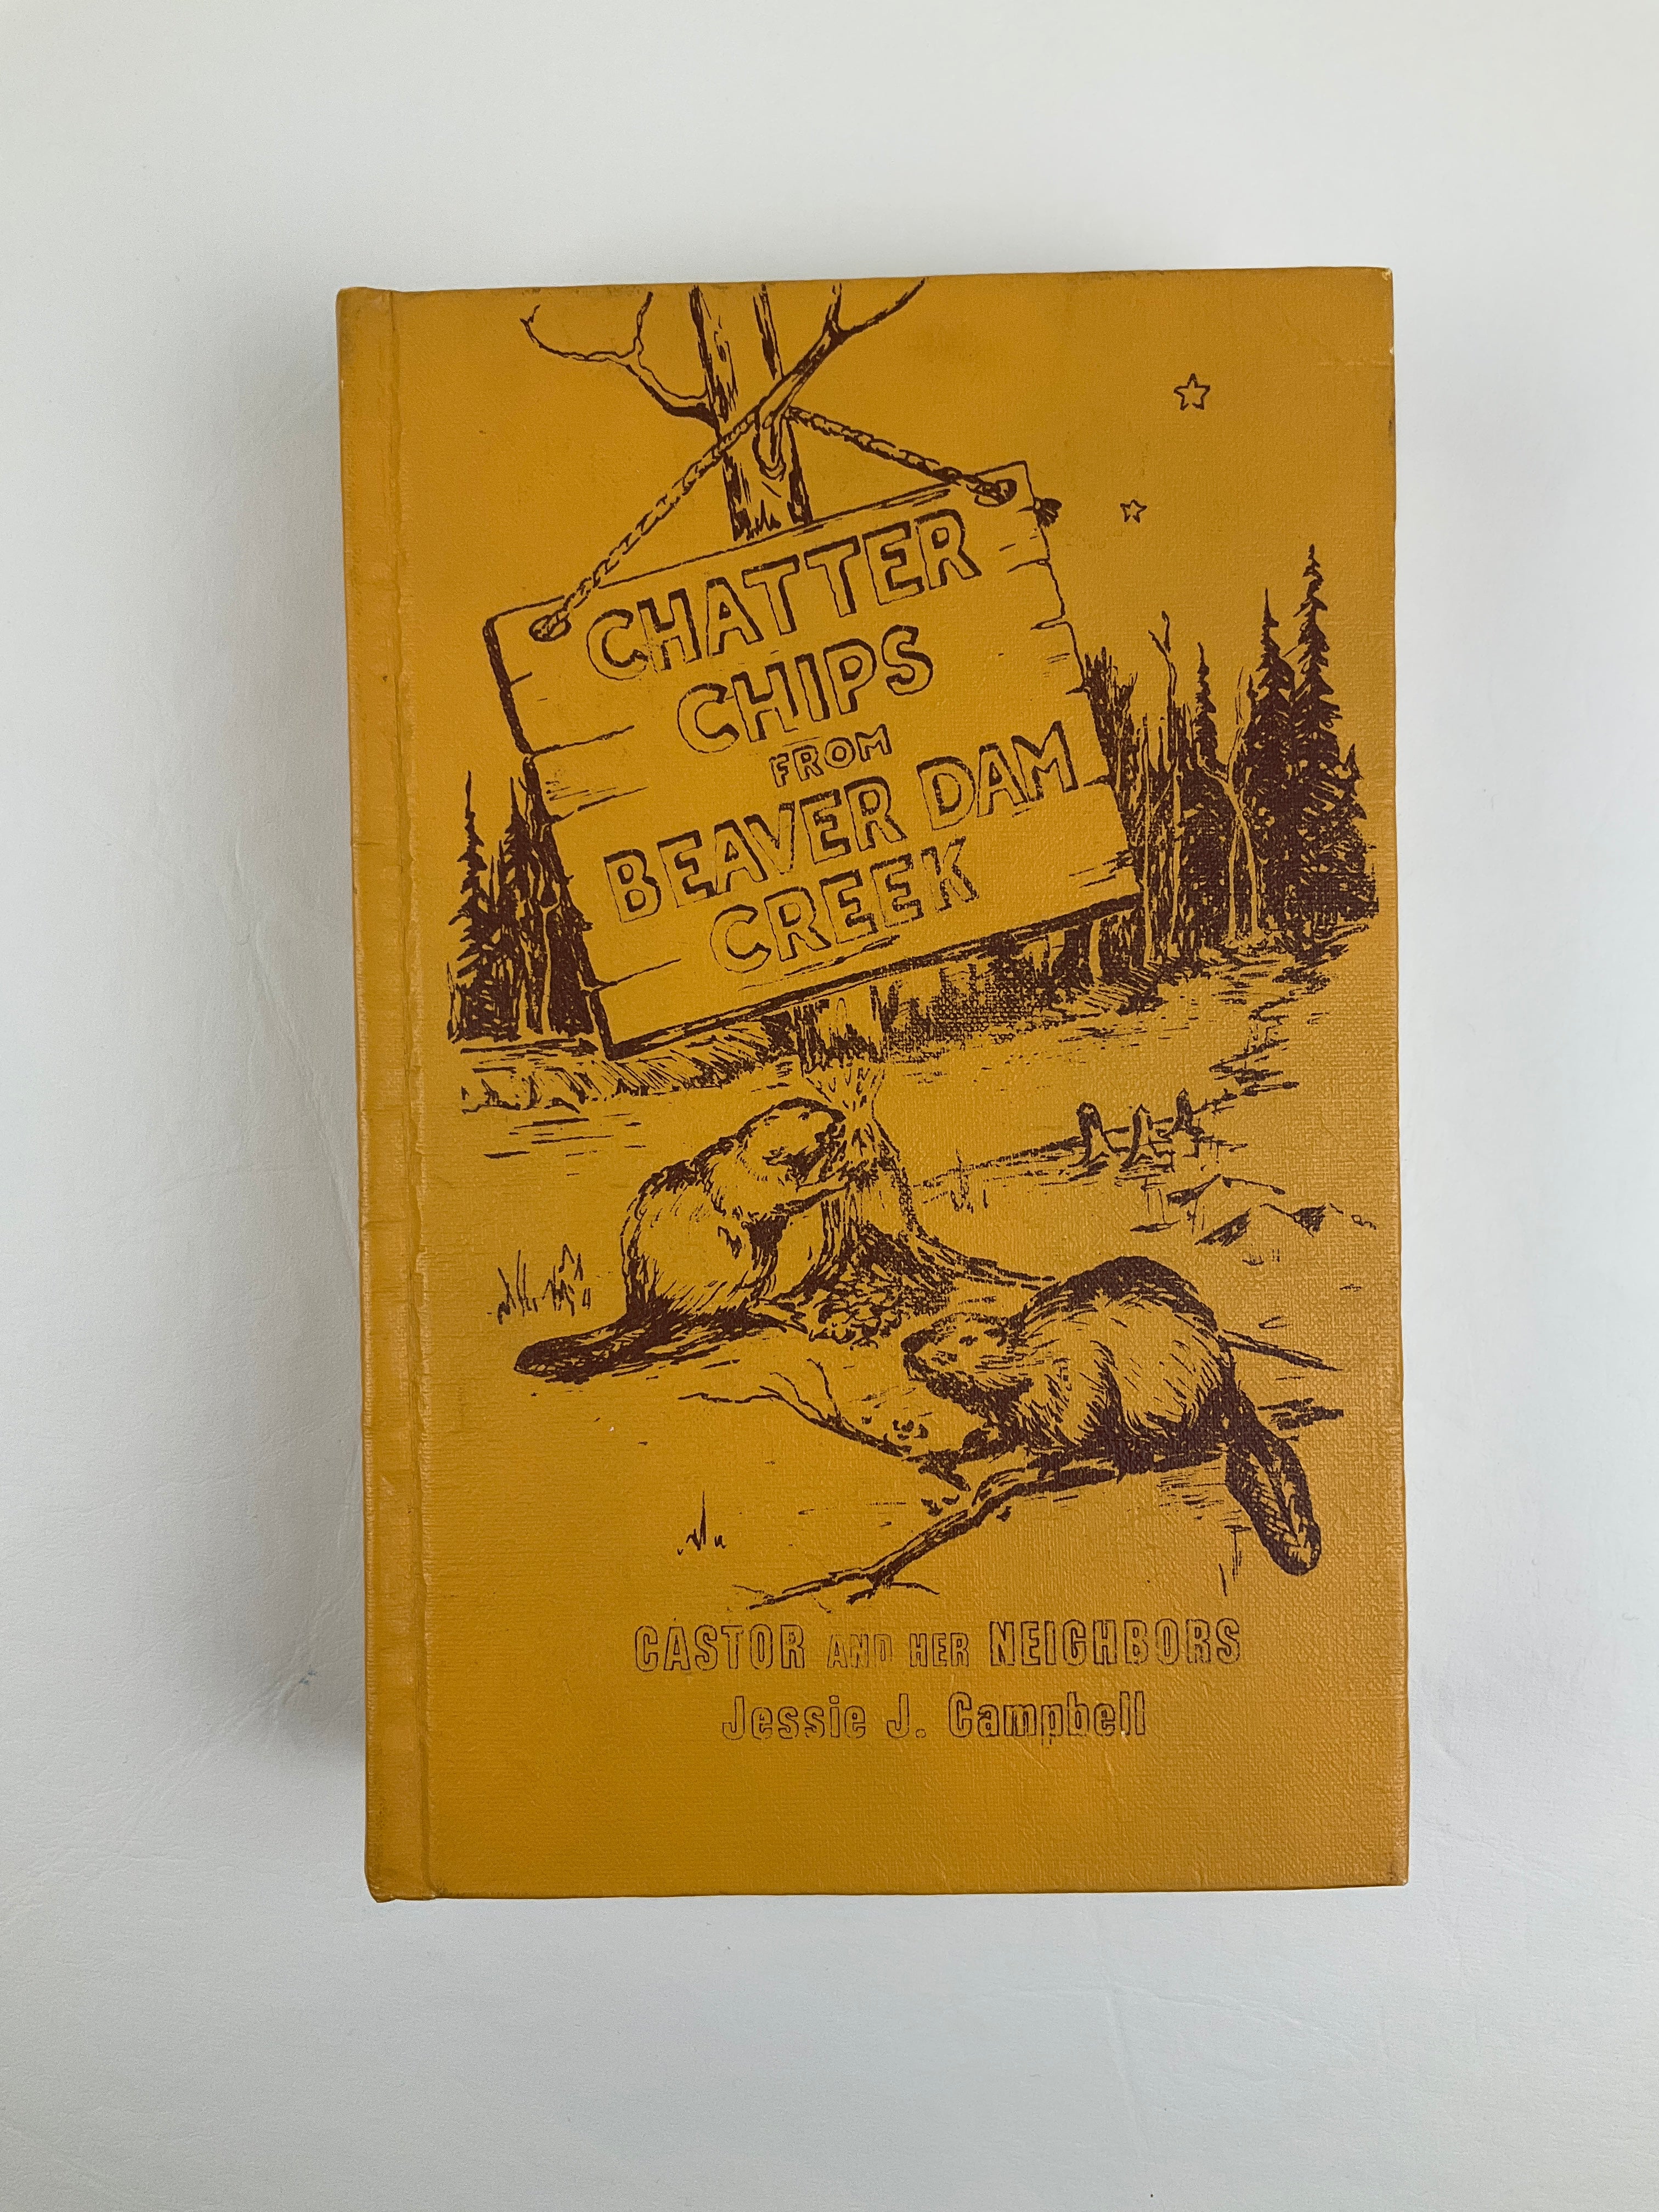 CHATTER
CHIPS
FROM
BEAVER DAM
CREEK
CASTOR AND HER NEIGHBORS
Jessie J. Campbell